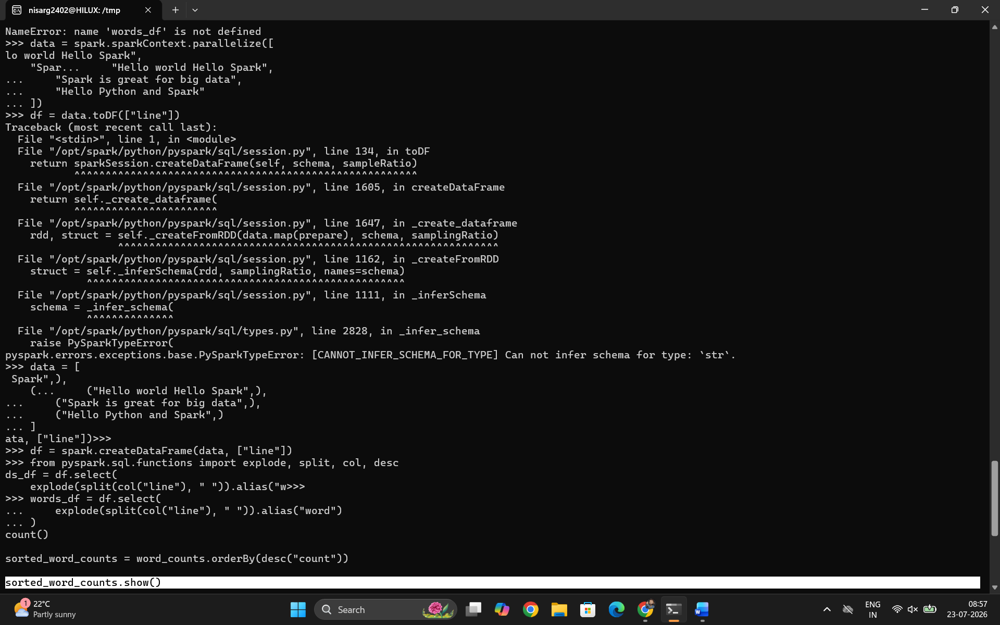 nisarg2402@HILUX: /tmp
NameError: name 'words_df' is not defined
>>> data = spark.sparkContext.parallelize([
lo world Hello Spark",
    "Spar...     "Hello world Hello Spark",
...     "Spark is great for big data",
...     "Hello Python and Spark"
... ])
>>> df = data.toDF(["line"])
Traceback (most recent call last):
  File "<stdin>", line 1, in <module>
  File "/opt/spark/python/pyspark/sql/session.py", line 134, in toDF
    return sparkSession.createDataFrame(self, schema, sampleRatio)
           ^^^^^^^^^^^^^^^^^^^^^^^^^^^^^^^^^^^^^^^^^^^^^^^^^^^^^^^
  File "/opt/spark/python/pyspark/sql/session.py", line 1605, in createDataFrame
    return self._create_dataframe(
           ^^^^^^^^^^^^^^^^^^^^^^^
  File "/opt/spark/python/pyspark/sql/session.py", line 1647, in _create_dataframe
    rdd, struct = self._createFromRDD(data.map(prepare), schema, samplingRatio)
                  ^^^^^^^^^^^^^^^^^^^^^^^^^^^^^^^^^^^^^^^^^^^^^^^^^^^^^^^^^^^^^
  File "/opt/spark/python/pyspark/sql/session.py", line 1162, in _createFromRDD
    struct = self._inferSchema(rdd, samplingRatio, names=schema)
             ^^^^^^^^^^^^^^^^^^^^^^^^^^^^^^^^^^^^^^^^^^^^^^^^^^^
  File "/opt/spark/python/pyspark/sql/session.py", line 1111, in _inferSchema
    schema = _infer_schema(
             ^^^^^^^^^^^^^^
  File "/opt/spark/python/pyspark/sql/types.py", line 2828, in _infer_schema
    raise PySparkTypeError(
pyspark.errors.exceptions.base.PySparkTypeError: [CANNOT_INFER_SCHEMA_FOR_TYPE] Can not infer schema for type: `str`.
>>> data = [
 Spark",),
    (...     ("Hello world Hello Spark",),
...     ("Spark is great for big data",),
...     ("Hello Python and Spark",)
... ]
ata, ["line"])>>>
>>> df = spark.createDataFrame(data, ["line"])
>>> from pyspark.sql.functions import explode, split, col, desc
ds_df = df.select(
    explode(split(col("line"), " ")).alias("w>>>
>>> words_df = df.select(
...     explode(split(col("line"), " ")).alias("word")
... )
count()
sorted_word_counts = word_counts.orderBy(desc("count"))
sorted_word_counts.show()
1
22°C
Partly sunny
Search
ENG
IN
08:57
23-07-2026